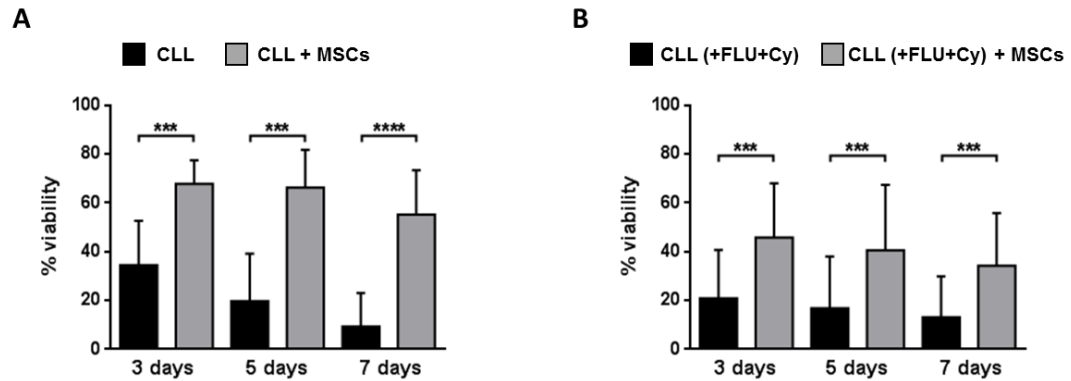 A
CLL
CLL + MSCs
% viability
100
80
60
40
20
0
***
***
****
3 days
5 days
7 days
B
CLL (+FLU+Cy)
CLL (+FLU+Cy) + MSCs
% viability
100
80
60
40
20
0
***
***
***
3 days
5 days
7 days